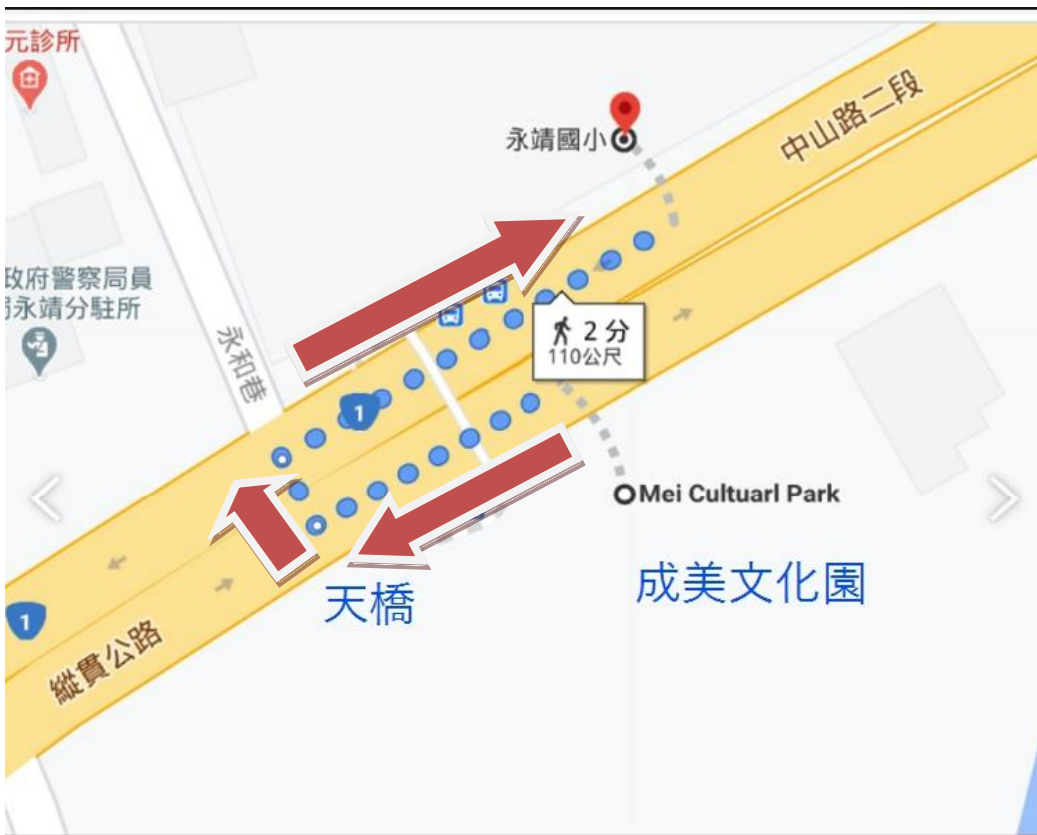 元診所
中山路二段
永靖國小
政府警察局員
永靖分駐所
永和巷
2 分
110公尺
1
Mei Cultuarl Park
天橋
成美文化園
1
縱貫公路